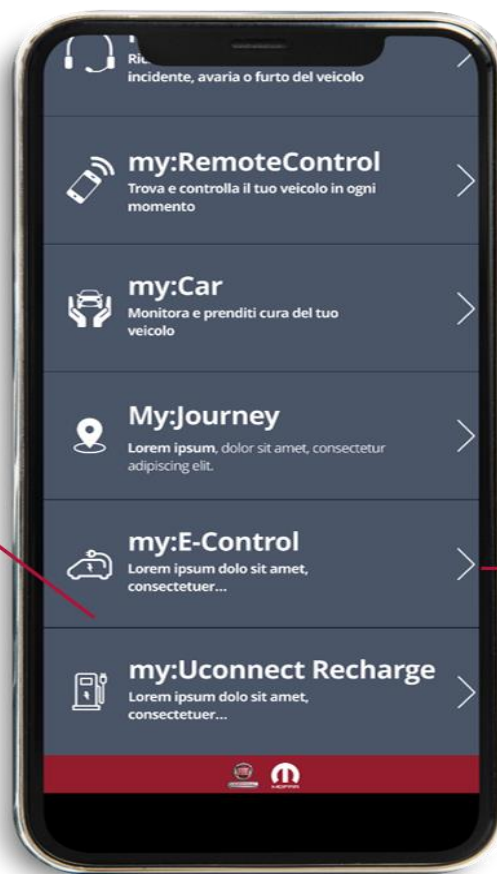 incidente, avaria o furto del veicolo
my:RemoteControl
Trova e controlla il tuo veicolo in ogni
momento
my:Car
Monitora e prenditi cura del tuo
veicolo
My:Journey
Lorem ipsum, dolor sit amet, consectetur
adipiscing elit.
my:E-Control
Lorem ipsum dolo sit amet,
consectetuer...
my:Uconnect Recharge
Lorem ipsum dolo sit amet,
consectetuer...
FIAT
MOPAR